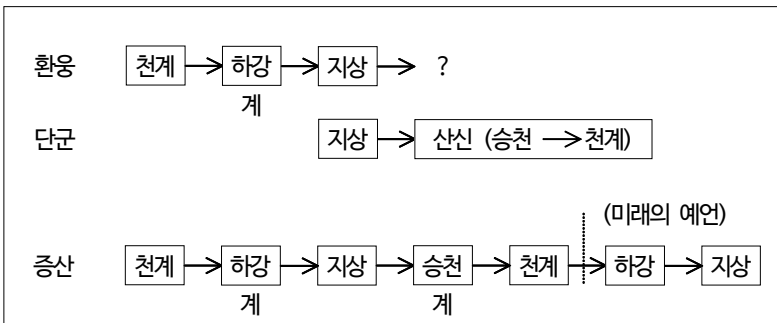 환웅 천계 하강 지상 ?
계
단군 지상 산신 (승천 → 천계)
(미래의 예언)
증산 천계 하강 지상 승천 천계 하강 지상
계 계